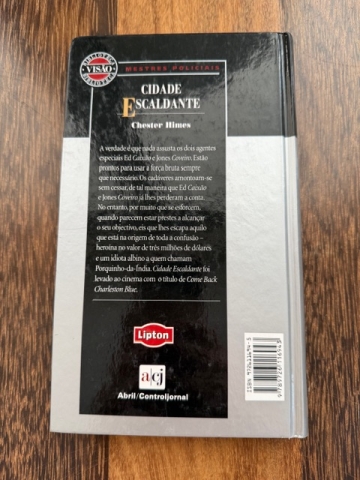 BIBLIOTECA
VISÃO
BIBLIOTECA
MESTRES POLICIAIS
CIDADE
ESCALDANTE
Chester Himes
A verdade é que nada assusta os dois agentes
especiais Ed Caixão e Jones Coveiro. Estão
prontos para usar a força bruta sempre
que necessário. Os cadáveres amontoam-se
sem cessar, de tal maneira que Ed Caixão
e Jones Coveiro já lhes perderam a conta.
No entanto, por muito que se esforcem,
quando parecem estar prestes a alcançar
o seu objectivo, eis que lhes escapa aquilo
que está na origem de toda a confusão –
heroína no valor de três milhões de dólares
e um idiota albino a quem chamam
Porquinho-da-Índia. Cidade Escaldante foi
levado ao cinema com o título de Come Back
Charleston Blue.
Lipton
a/cj
Abril/Controljornal